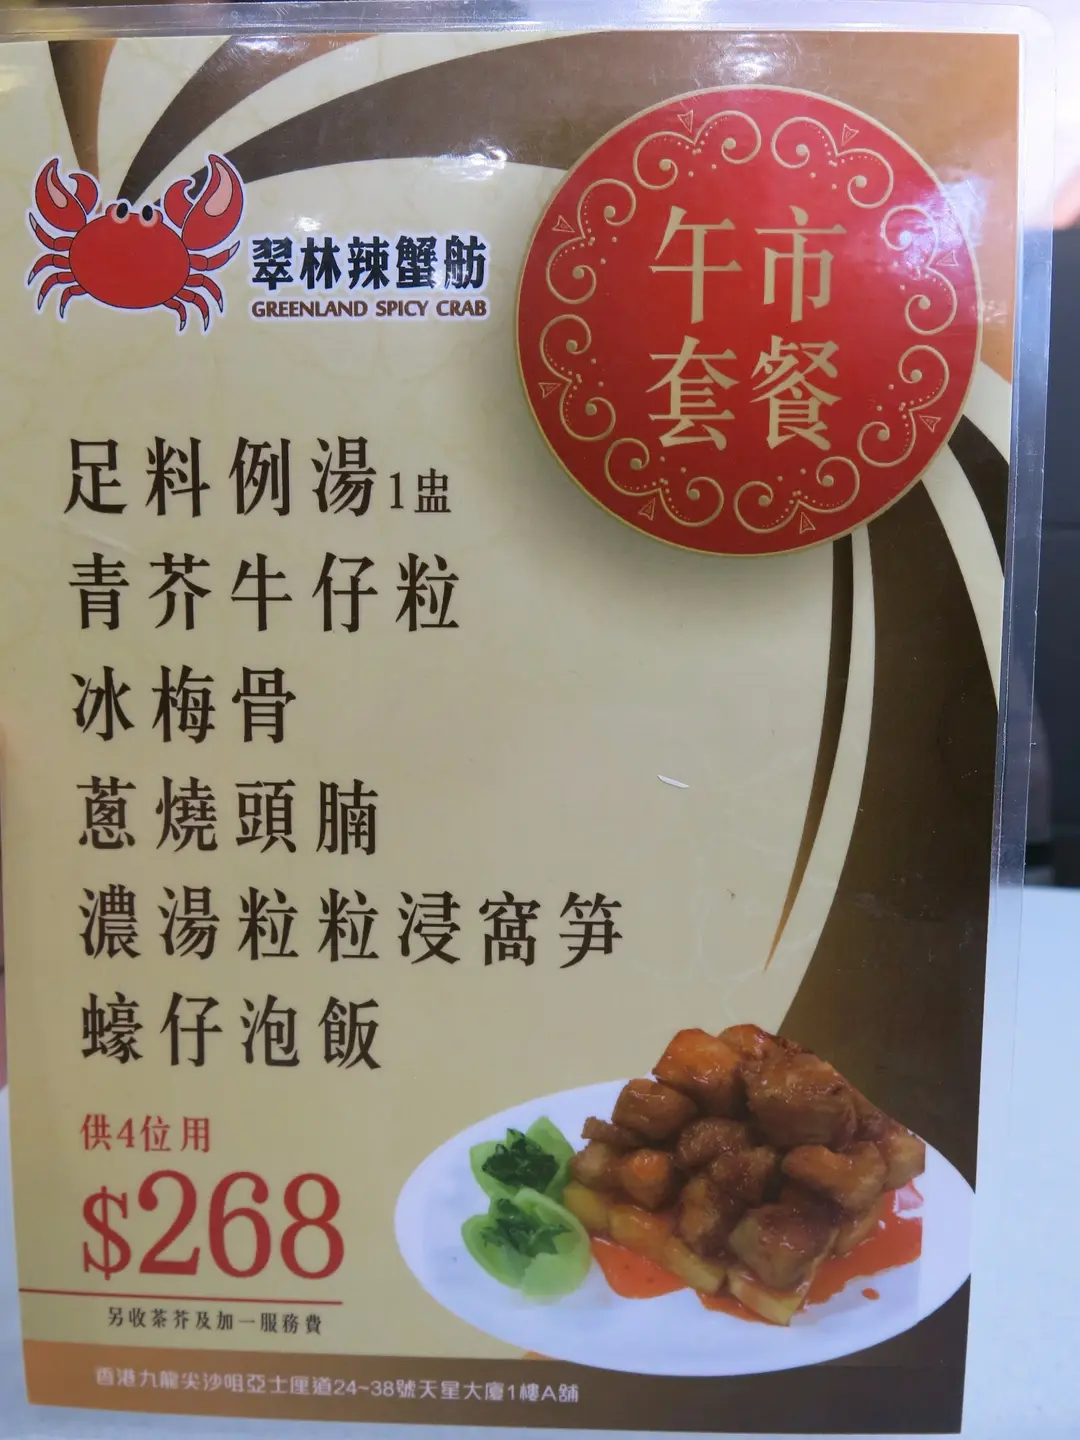 翠林辣蟹舫
GREENLAND SPICY CRAB
午市
套餐
足料例湯1盅
青芥牛仔粒
冰梅骨
蔥燒頭腩
濃湯粒粒浸窩笋
蠔仔泡飯
供4位用
$268
另收茶芥及加一服務費
香港九龍尖沙咀亞士厘道24~38號天星大廈1樓A舖